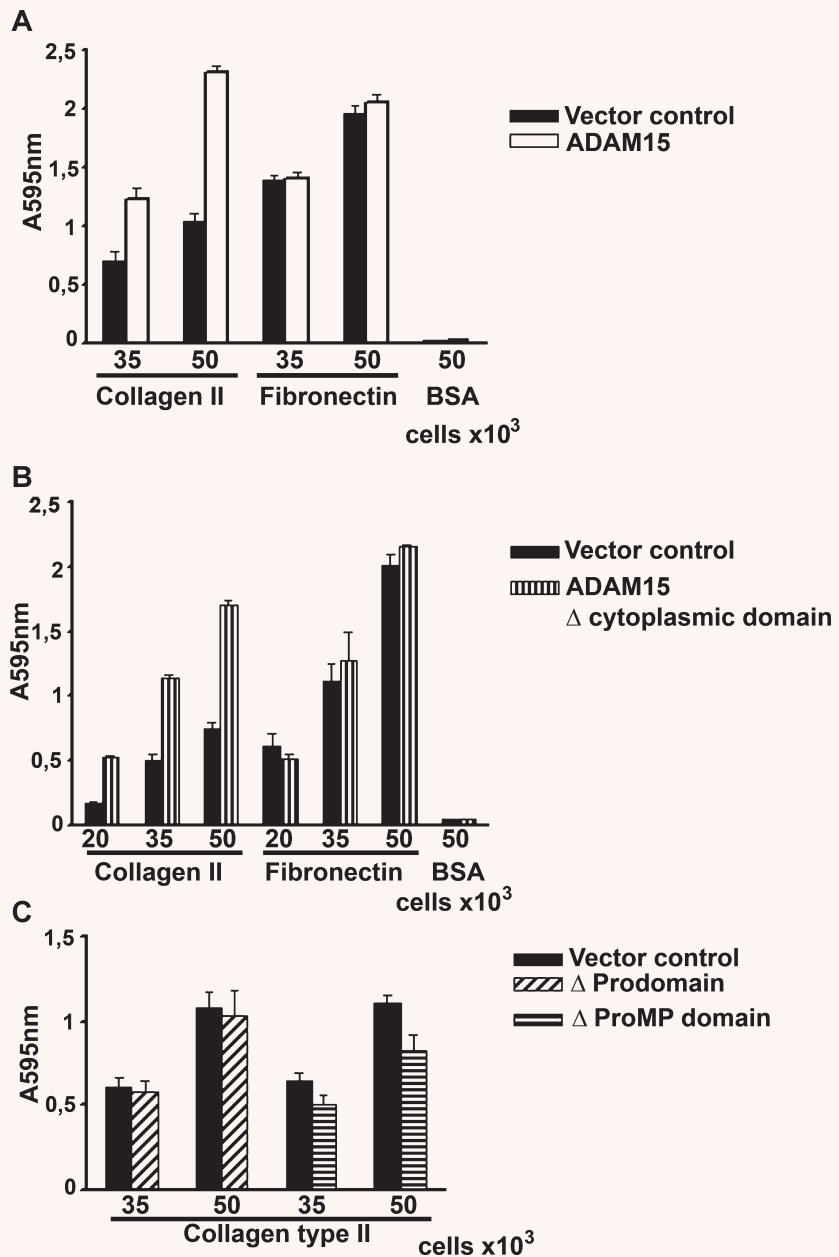 A
2,5
2
1,5
1
0,5
0
A595nm
Vector control
ADAM15
35 50 35 50 50
Collagen II Fibronectin BSA
cells x10³
B
2,5
2
1,5
1
0,5
0
A595nm
Vector control
ADAM15
Δ cytoplasmic domain
20 35 50 20 35 50 50
Collagen II Fibronectin BSA
cells x10³
C
1,5
1
0,5
0
A595nm
Vector control
Δ Prodomain
Δ ProMP domain
35 50 35 50
Collagen type II
cells x10³